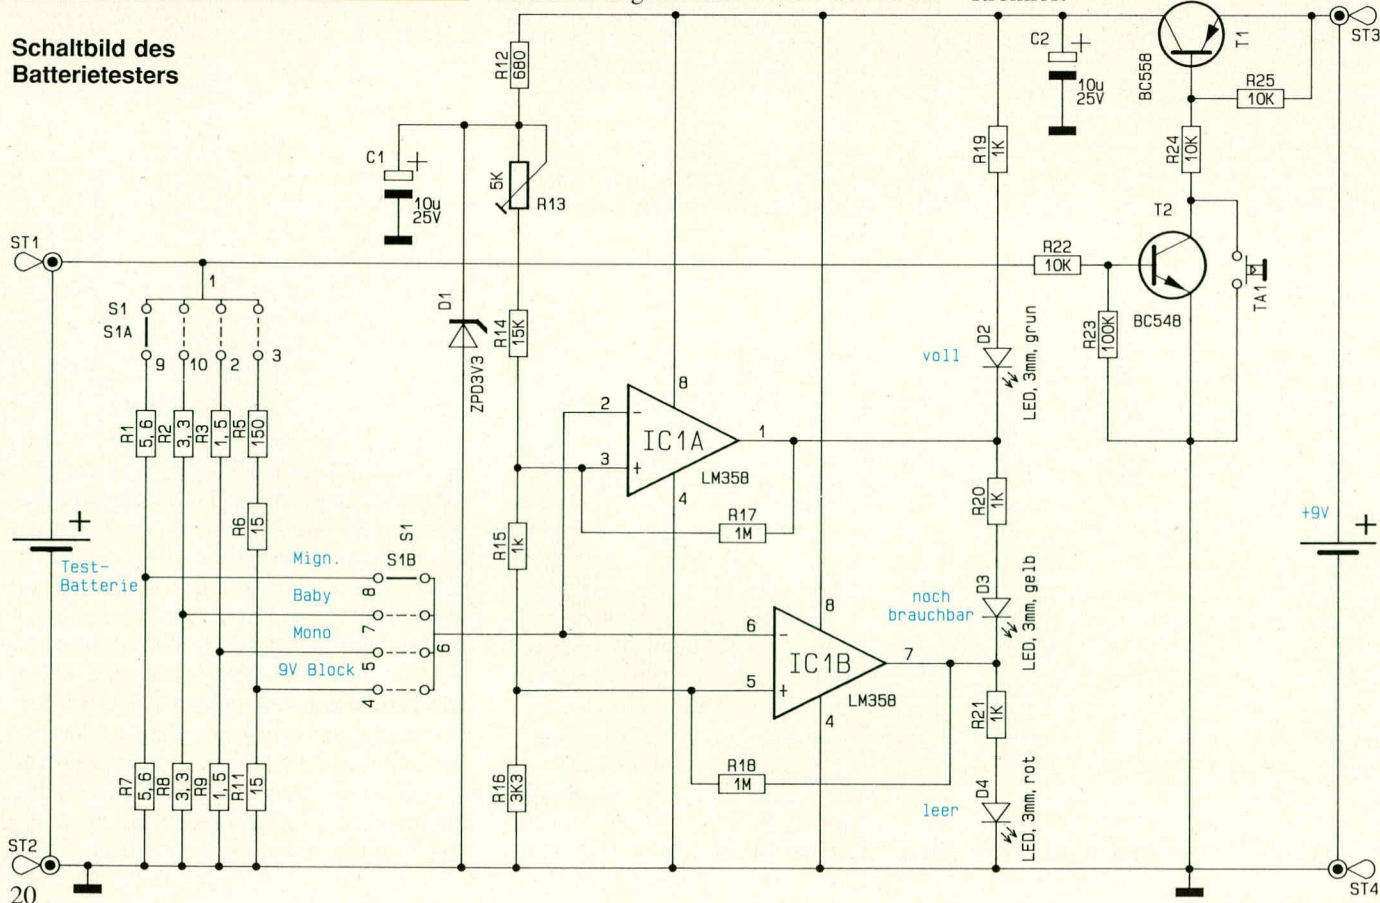 Schaltbild des
Batterietesters
R12
680
C1
+
10u
25V
5K
R13
C2
+
10u
25V
BC558
T1
ST3
R25
10K
R24
10K
R19
1K
T2
R22
10K
BC548
TA1
R23
100K
ST1
1
S1
S1A
9
10
2
3
R1
5,6
R2
3,3
R3
1,5
R5
150
R6
15
D1
ZPD3V3
R14
15K
voll
D2
LED, 3mm, grun
8
2
-
IC1A
1
3
+
LM358
4
R17
1M
R20
1K
+9V
+
+
Test-
Batterie
R15
1k
S1
S1B
Mign.
8
Baby
7
Mono
5
6
9V Block
4
noch
brauchbar
D3
LED, 3mm, gelb
8
6
-
IC1B
7
5
+
LM358
4
R21
1K
R18
1M
R7
5,6
R8
3,3
R9
1,5
R11
15
R16
3K3
leer
D4
LED, 3mm, rot
ST2
ST4
20